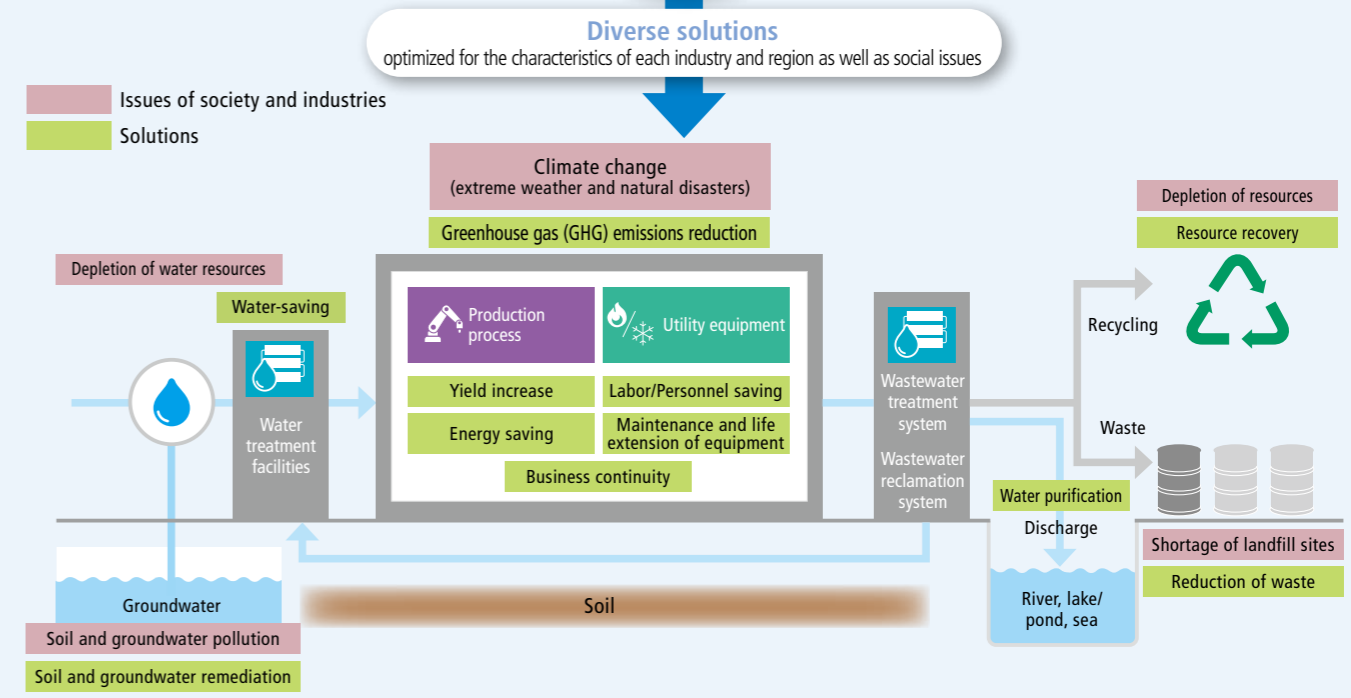 Diverse solutions
optimized for the characteristics of each industry and region as well as social issues
Issues of society and industries
Solutions
Climate change
(extreme weather and natural disasters)
Greenhouse gas (GHG) emissions reduction
Depletion of water resources
Water-saving
Water
treatment
facilities
Production
process
Utility equipment
Yield increase
Labor/Personnel saving
Energy saving
Maintenance and life
extension of equipment
Business continuity
Wastewater
treatment
system
Wastewater
reclamation
system
Depletion of resources
Resource recovery
Recycling
Waste
Water purification
Discharge
Shortage of landfill sites
Reduction of waste
River, lake/
pond, sea
Groundwater
Soil
Soil and groundwater pollution
Soil and groundwater remediation